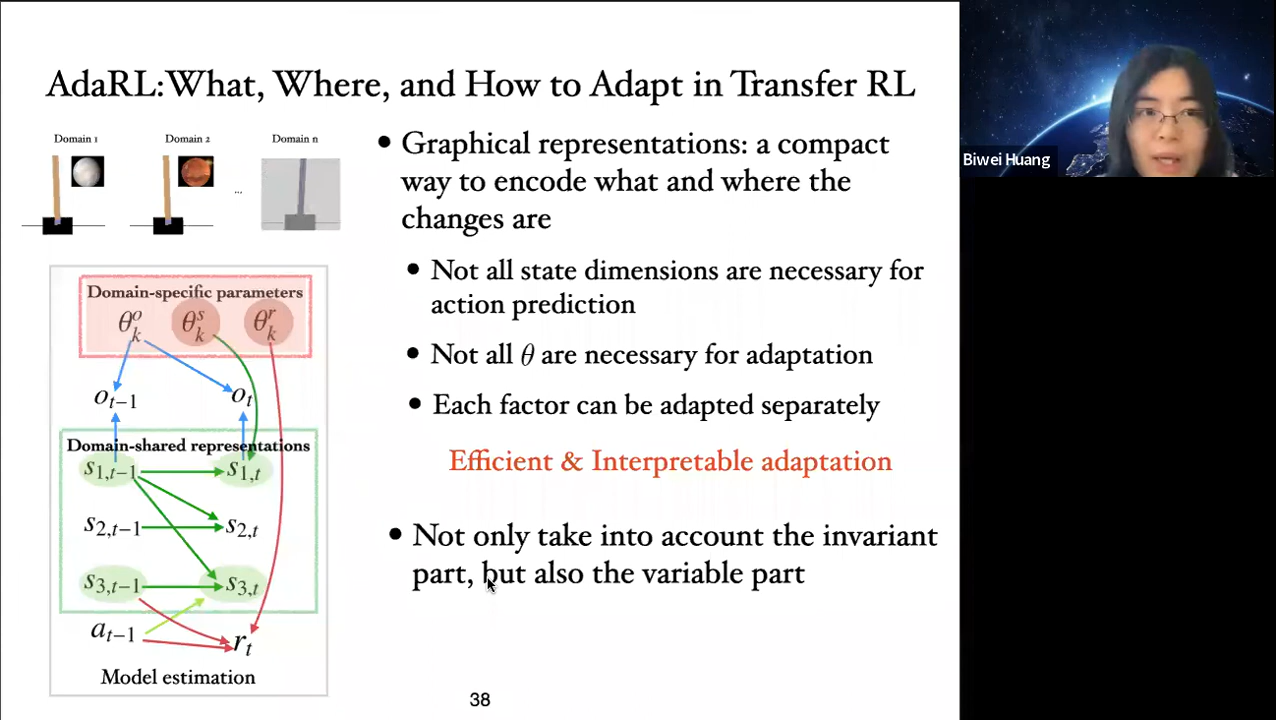 AdaRL: What, Where, and How to Adapt in Transfer RL
Domain 1
Domain 2
...
Domain n
Domain-specific parameters
θₖᵒ θₖˢ θₖʳ
oₜ₋₁ oₜ
Domain-shared representations
s₁,ₜ₋₁ s₁,ₜ
s₂,ₜ₋₁ s₂,ₜ
s₃,ₜ₋₁ s₃,ₜ
aₜ₋₁
rₜ
Model estimation
• Graphical representations: a compact
way to encode what and where the
changes are
• Not all state dimensions are necessary for
action prediction
• Not all θ are necessary for adaptation
• Each factor can be adapted separately
Efficient & Interpretable adaptation
• Not only take into account the invariant
part, but also the variable part
38
Biwei Huang